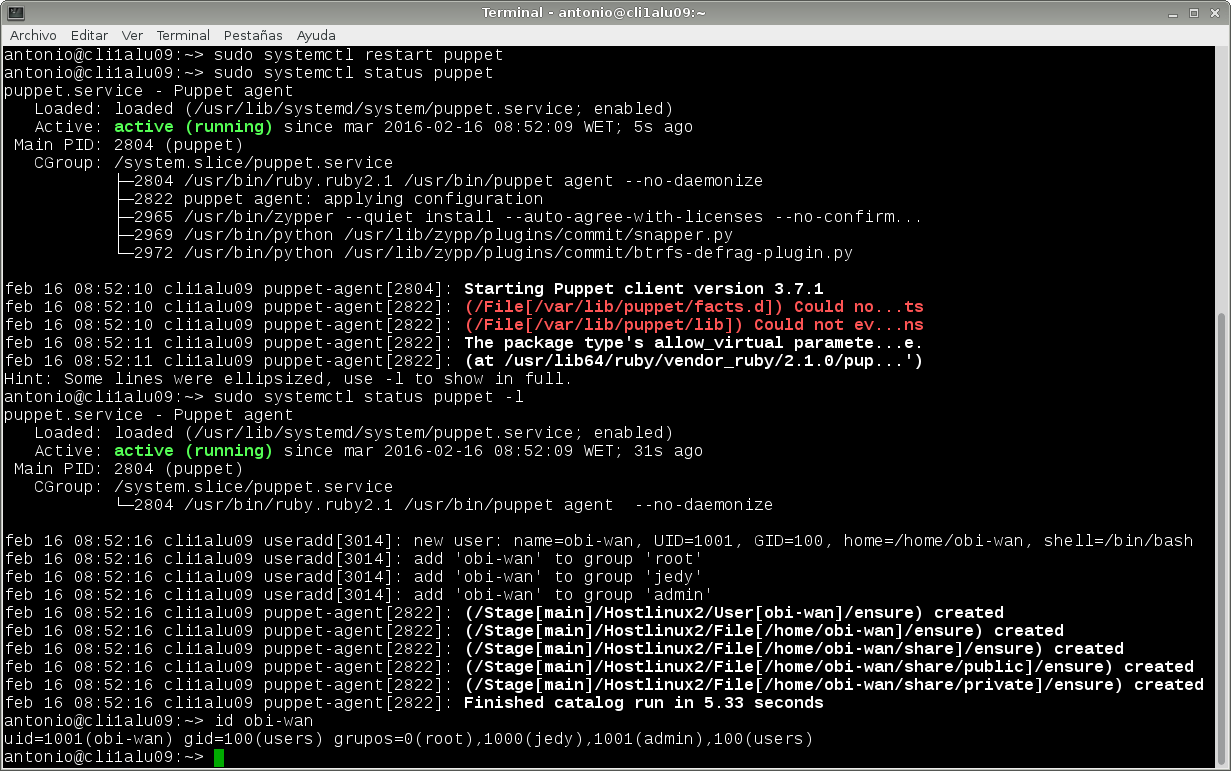 Terminal - antonio@cli1alu09:~
Archivo Editar Ver Terminal Pestañas Ayuda
antonio@cli1alu09:~> sudo systemctl restart puppet
antonio@cli1alu09:~> sudo systemctl status puppet
puppet.service - Puppet agent
   Loaded: loaded (/usr/lib/systemd/system/puppet.service; enabled)
   Active: active (running) since mar 2016-02-16 08:52:09 WET; 5s ago
 Main PID: 2804 (puppet)
   CGroup: /system.slice/puppet.service
           ├─2804 /usr/bin/ruby.ruby2.1 /usr/bin/puppet agent --no-daemonize
           ├─2822 puppet agent: applying configuration
           ├─2965 /usr/bin/zypper --quiet install --auto-agree-with-licenses --no-confirm...
           ├─2969 /usr/bin/python /usr/lib/zypp/plugins/commit/snapper.py
           └─2972 /usr/bin/python /usr/lib/zypp/plugins/commit/btrfs-defrag-plugin.py
feb 16 08:52:10 cli1alu09 puppet-agent[2804]: Starting Puppet client version 3.7.1
feb 16 08:52:10 cli1alu09 puppet-agent[2822]: (/File[/var/lib/puppet/facts.d]) Could no...ts
feb 16 08:52:10 cli1alu09 puppet-agent[2822]: (/File[/var/lib/puppet/lib]) Could not ev...ns
feb 16 08:52:11 cli1alu09 puppet-agent[2822]: The package type's allow_virtual paramete...e.
feb 16 08:52:11 cli1alu09 puppet-agent[2822]: (at /usr/lib64/ruby/vendor_ruby/2.1.0/pup...')
Hint: Some lines were ellipsized, use -l to show in full.
antonio@cli1alu09:~> sudo systemctl status puppet -l
puppet.service - Puppet agent
   Loaded: loaded (/usr/lib/systemd/system/puppet.service; enabled)
   Active: active (running) since mar 2016-02-16 08:52:09 WET; 31s ago
 Main PID: 2804 (puppet)
   CGroup: /system.slice/puppet.service
           └─2804 /usr/bin/ruby.ruby2.1 /usr/bin/puppet agent  --no-daemonize
feb 16 08:52:16 cli1alu09 useradd[3014]: new user: name=obi-wan, UID=1001, GID=100, home=/home/obi-wan, shell=/bin/bash
feb 16 08:52:16 cli1alu09 useradd[3014]: add 'obi-wan' to group 'root'
feb 16 08:52:16 cli1alu09 useradd[3014]: add 'obi-wan' to group 'jedy'
feb 16 08:52:16 cli1alu09 useradd[3014]: add 'obi-wan' to group 'admin'
feb 16 08:52:16 cli1alu09 puppet-agent[2822]: (/Stage[main]/Hostlinux2/User[obi-wan]/ensure) created
feb 16 08:52:16 cli1alu09 puppet-agent[2822]: (/Stage[main]/Hostlinux2/File[/home/obi-wan]/ensure) created
feb 16 08:52:16 cli1alu09 puppet-agent[2822]: (/Stage[main]/Hostlinux2/File[/home/obi-wan/share]/ensure) created
feb 16 08:52:16 cli1alu09 puppet-agent[2822]: (/Stage[main]/Hostlinux2/File[/home/obi-wan/share/public]/ensure) created
feb 16 08:52:16 cli1alu09 puppet-agent[2822]: (/Stage[main]/Hostlinux2/File[/home/obi-wan/share/private]/ensure) created
feb 16 08:52:16 cli1alu09 puppet-agent[2822]: Finished catalog run in 5.33 seconds
antonio@cli1alu09:~> id obi-wan
uid=1001(obi-wan) gid=100(users) grupos=0(root),1000(jedy),1001(admin),100(users)
antonio@cli1alu09:~>